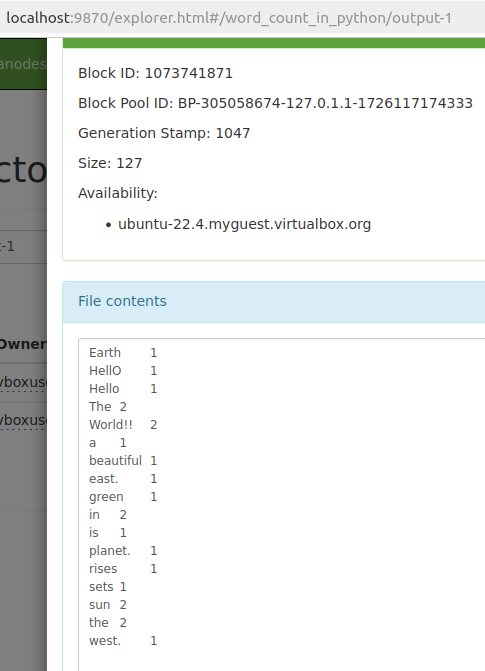 localhost:9870/explorer.html#/word_count_in_python/output-1
anodes
Block ID: 1073741871
Block Pool ID: BP-305058674-127.0.1.1-1726117174333
Generation Stamp: 1047
cto
Size: 127
Availability:
• ubuntu-22.4.myguest.virtualbox.org
t-1
File contents
Owner
Earth 1
HellO 1
vboxuse
Hello 1
The 2
vboxuse
World!! 2
a 1
beautiful 1
east. 1
green 1
in 2
is 1
planet. 1
rises 1
sets 1
sun 2
the 2
west. 1